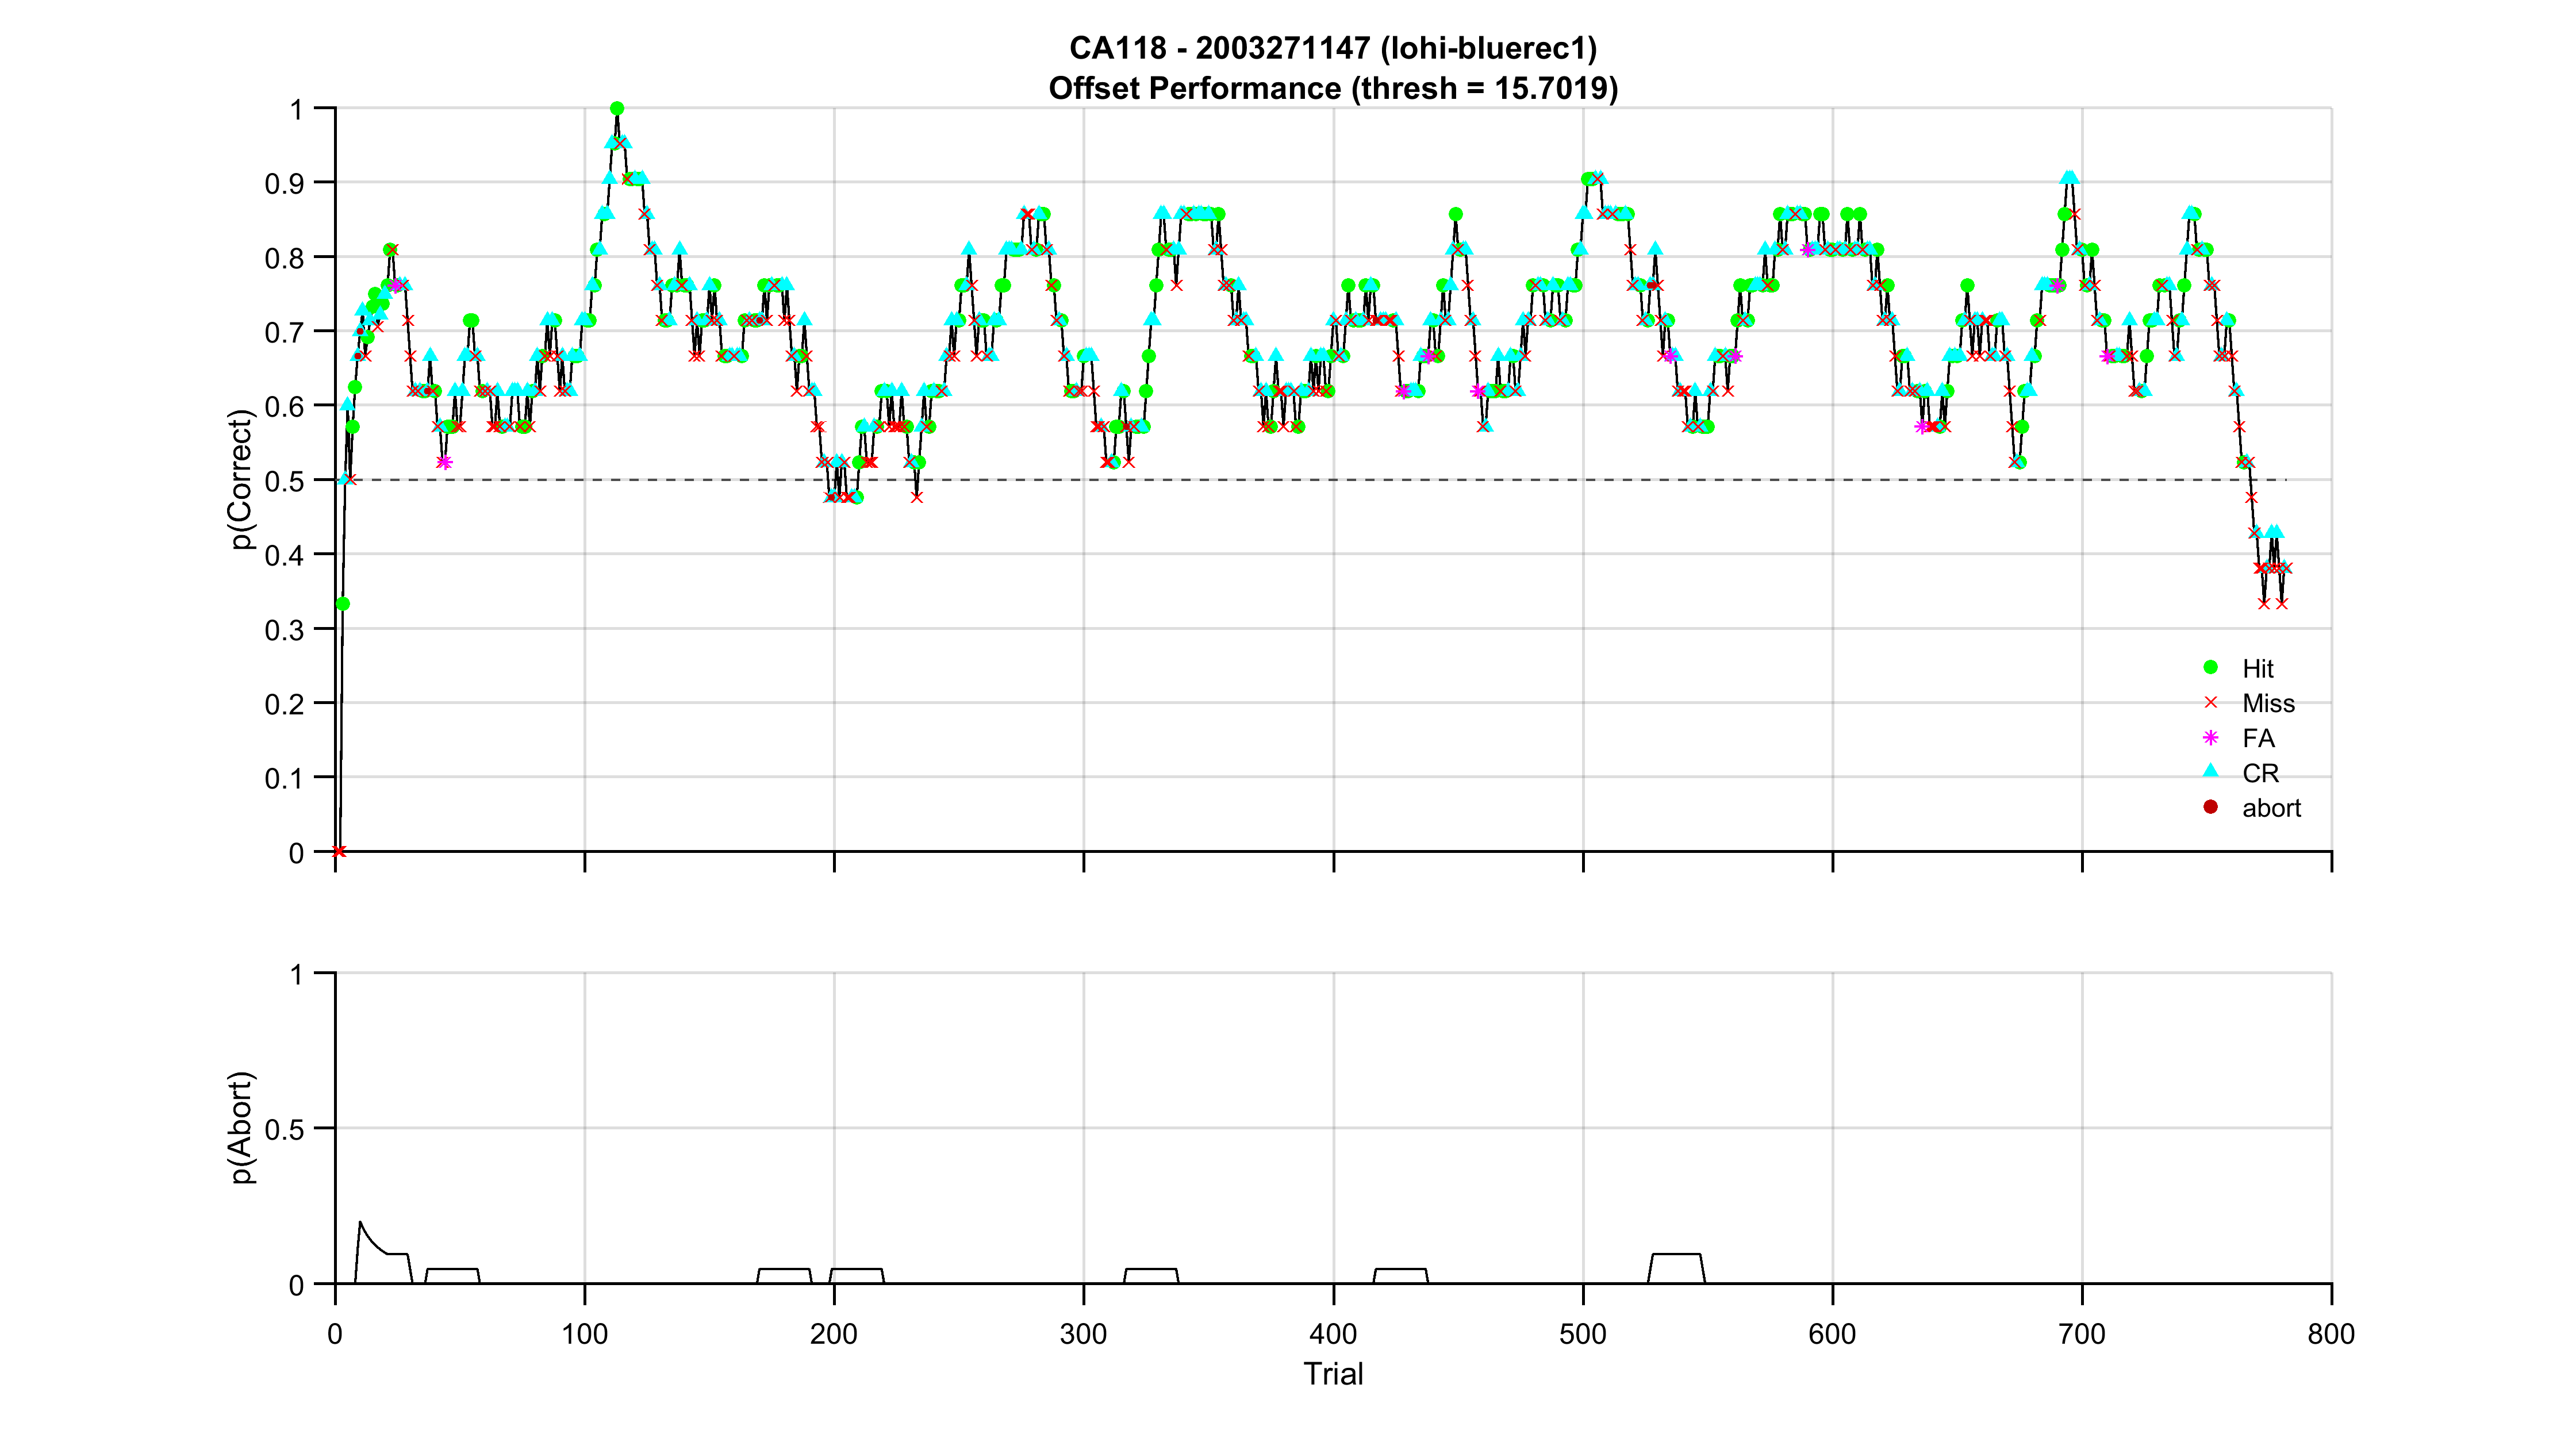 CA118 - 2003271147 (lohi-bluerec1)
Offset Performance (thresh = 15.7019)
1
0.9
0.8
0.7
0.6
0.5
0.4
0.3
0.2
0.1
0
p(Correct)
Hit
Miss
FA
CR
abort
1
0.5
0
p(Abort)
0 100 200 300 400 500 600 700 800
Trial